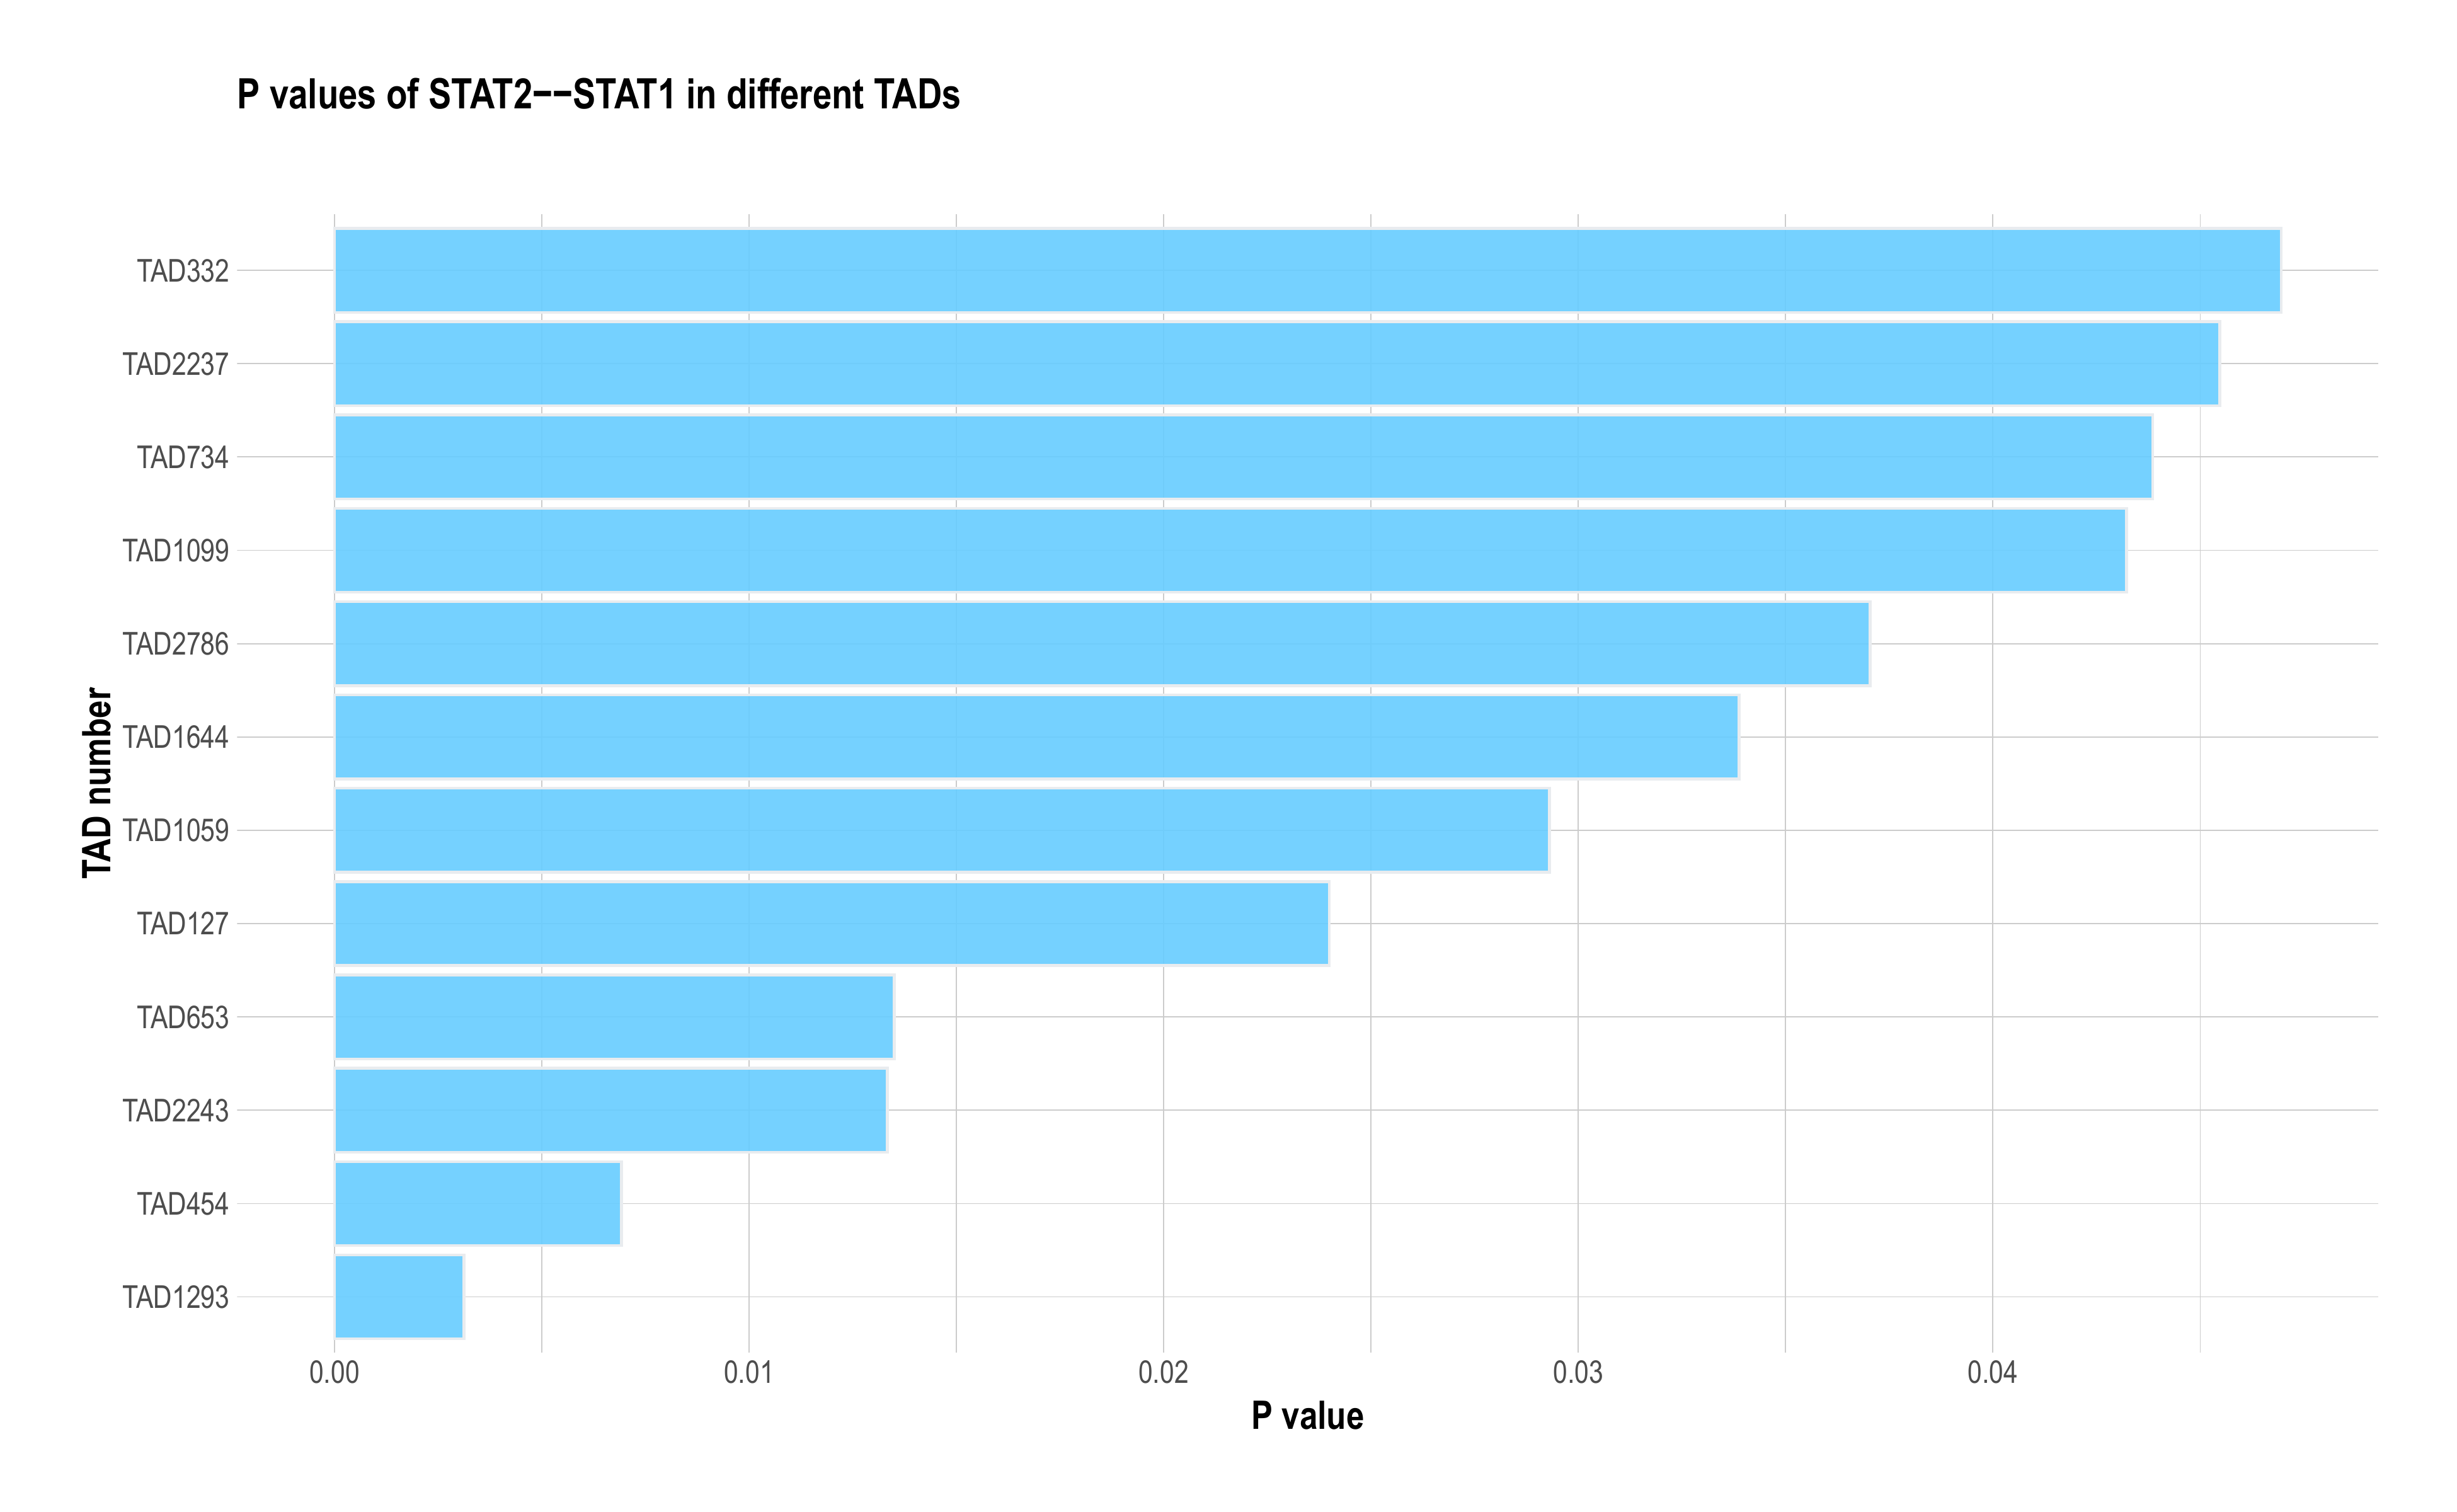 P values of STAT2--STAT1 in different TADs
TAD number
TAD332
TAD2237
TAD734
TAD1099
TAD2786
TAD1644
TAD1059
TAD127
TAD653
TAD2243
TAD454
TAD1293
0.00 0.01 0.02 0.03 0.04
P value